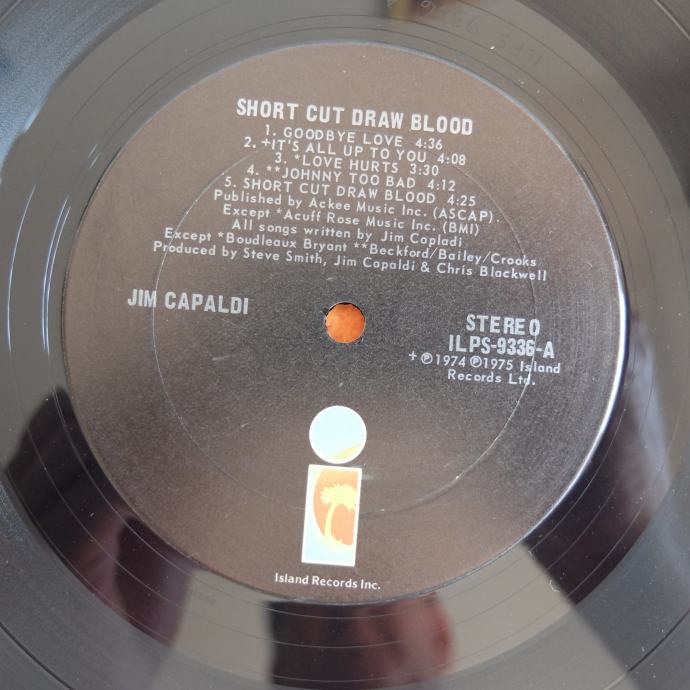 SHORT CUT DRAW BLOOD
1. GOODBYE LOVE 4:36
2. +IT'S ALL UP TO YOU 4:08
3. *LOVE HURTS 3:30
4. **JOHNNY TOO BAD 4:12
5. SHORT CUT DRAW BLOOD 4:25
Published by Ackee Music Inc. (ASCAP).
Except *Acuff Rose Music Inc. (BMI)
All songs written by Jim Capladi
Except *Boudleaux Bryant **Beckford/Bailey/Crooks
Produced by Steve Smith, Jim Capaldi & Chris Blackwell
JIM CAPALDI
STEREO
ILPS-9336-A
+ ℗1974 ℗1975 Island
Records Ltd.
Island Records Inc.